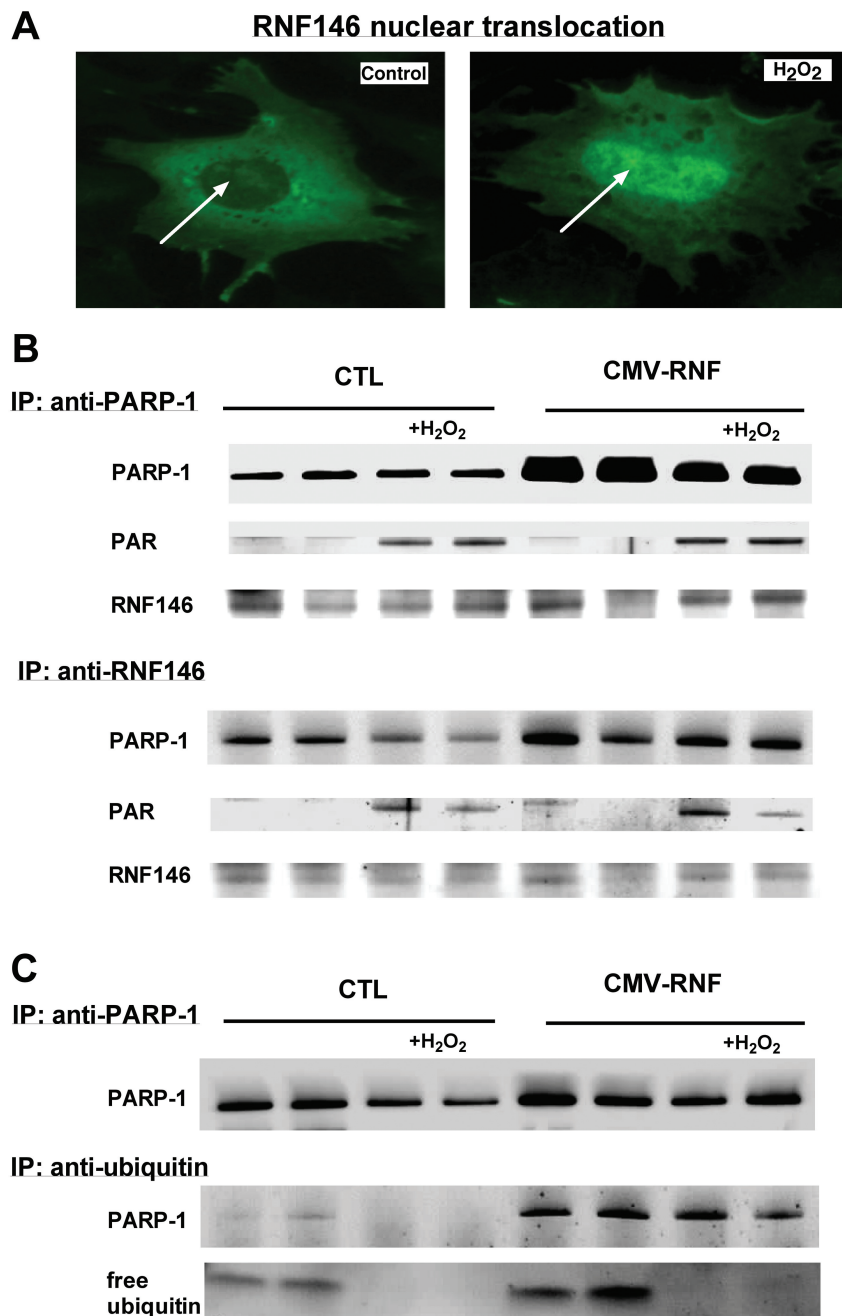 A
RNF146 nuclear translocation
Control
H₂O₂
B
CTL
CMV-RNF
IP: anti-PARP-1
+H₂O₂
+H₂O₂
PARP-1
PAR
RNF146
IP: anti-RNF146
PARP-1
PAR
RNF146
C
CTL
CMV-RNF
IP: anti-PARP-1
+H₂O₂
+H₂O₂
PARP-1
IP: anti-ubiquitin
PARP-1
free
ubiquitin